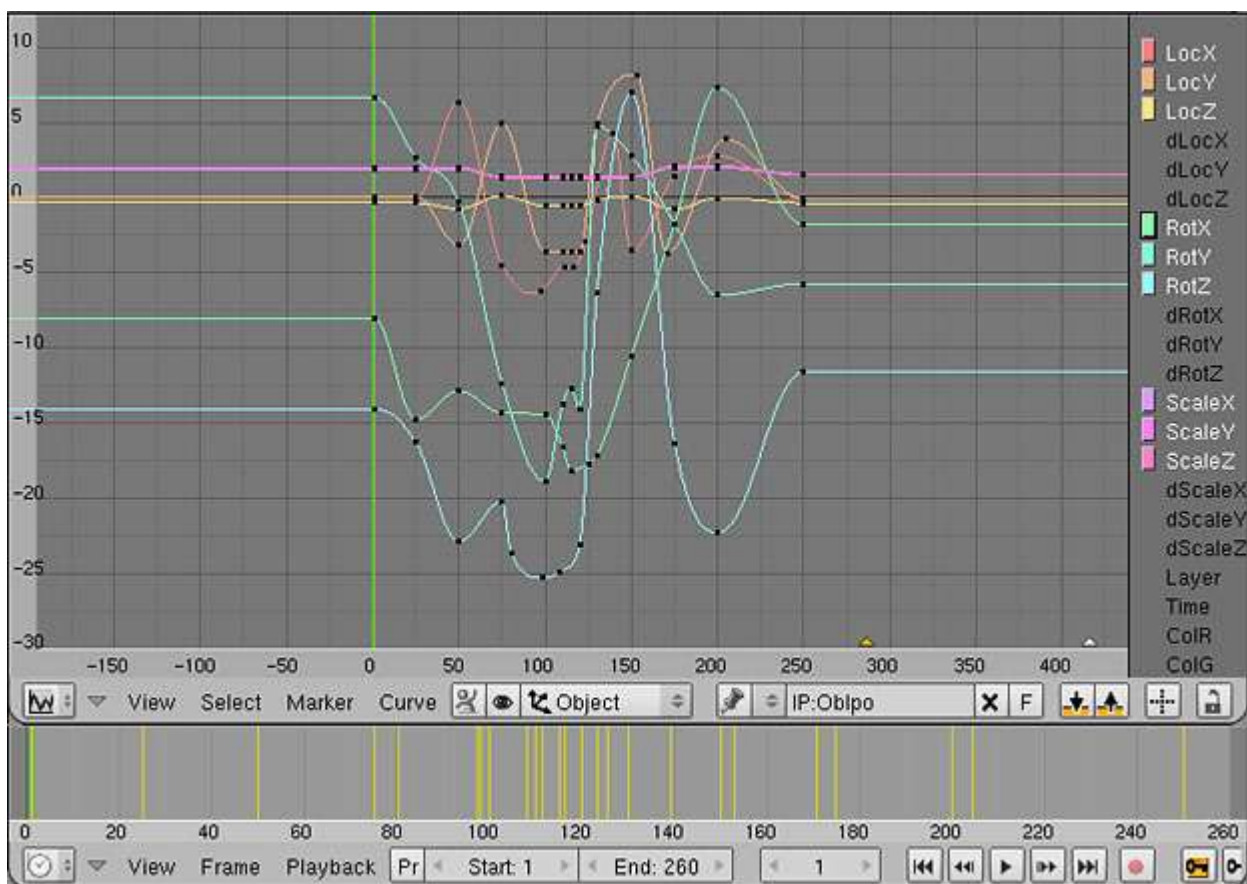 10
5
0
-5
-10
-15
-20
-25
-30
-150 -100 -50 0 50 100 150 200 250 300 350 400
LocX
LocY
LocZ
dLocX
dLocY
dLocZ
RotX
RotY
RotZ
dRotX
dRotY
dRotZ
ScaleX
ScaleY
ScaleZ
dScaleX
dScaleY
dScaleZ
Layer
Time
ColR
ColG
View Select Marker Curve Object IP:ObIpo X F
0 20 40 60 80 100 120 140 160 180 200 220 240 260
View Frame Playback Pr Start: 1 End: 260 1